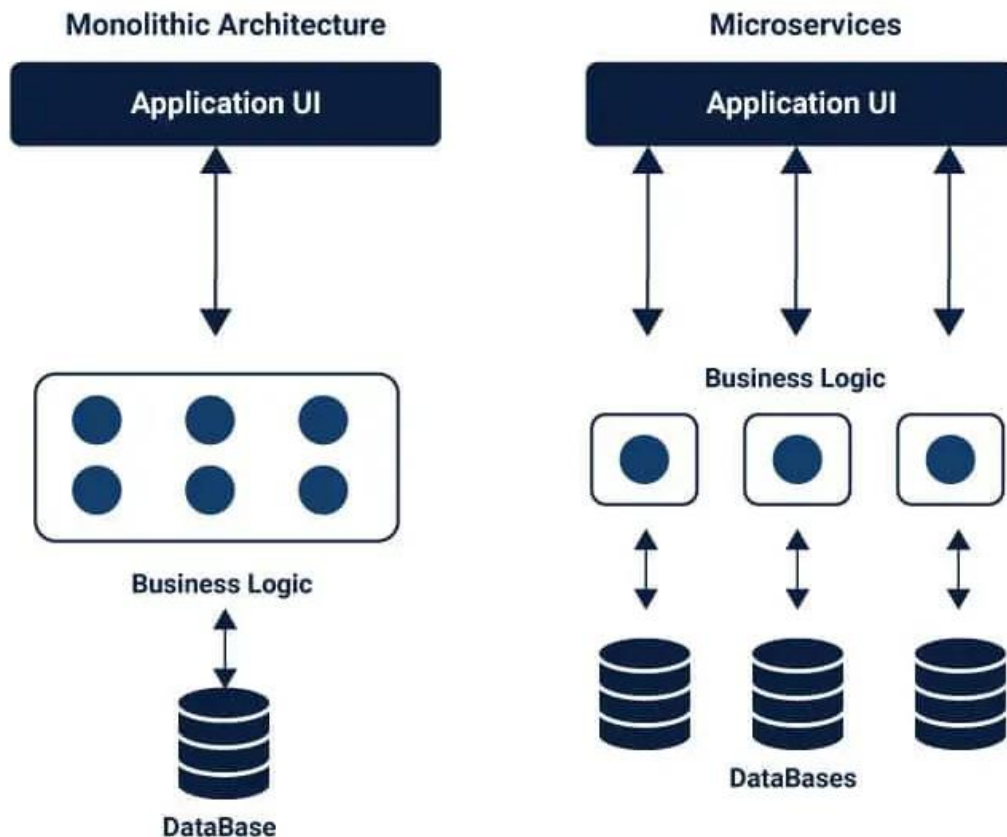 Monolithic Architecture
Application UI
Business Logic
DataBase
Microservices
Application UI
Business Logic
DataBases